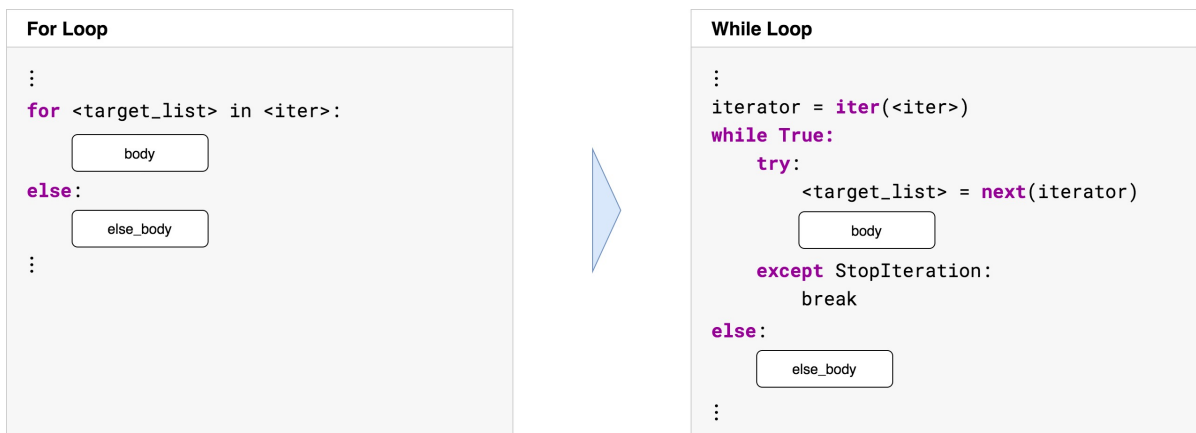 For Loop
⋮
for <target_list> in <iter>:
body
else:
else_body
⋮
While Loop
⋮
iterator = iter(<iter>)
while True:
try:
<target_list> = next(iterator)
body
except StopIteration:
break
else:
else_body
⋮